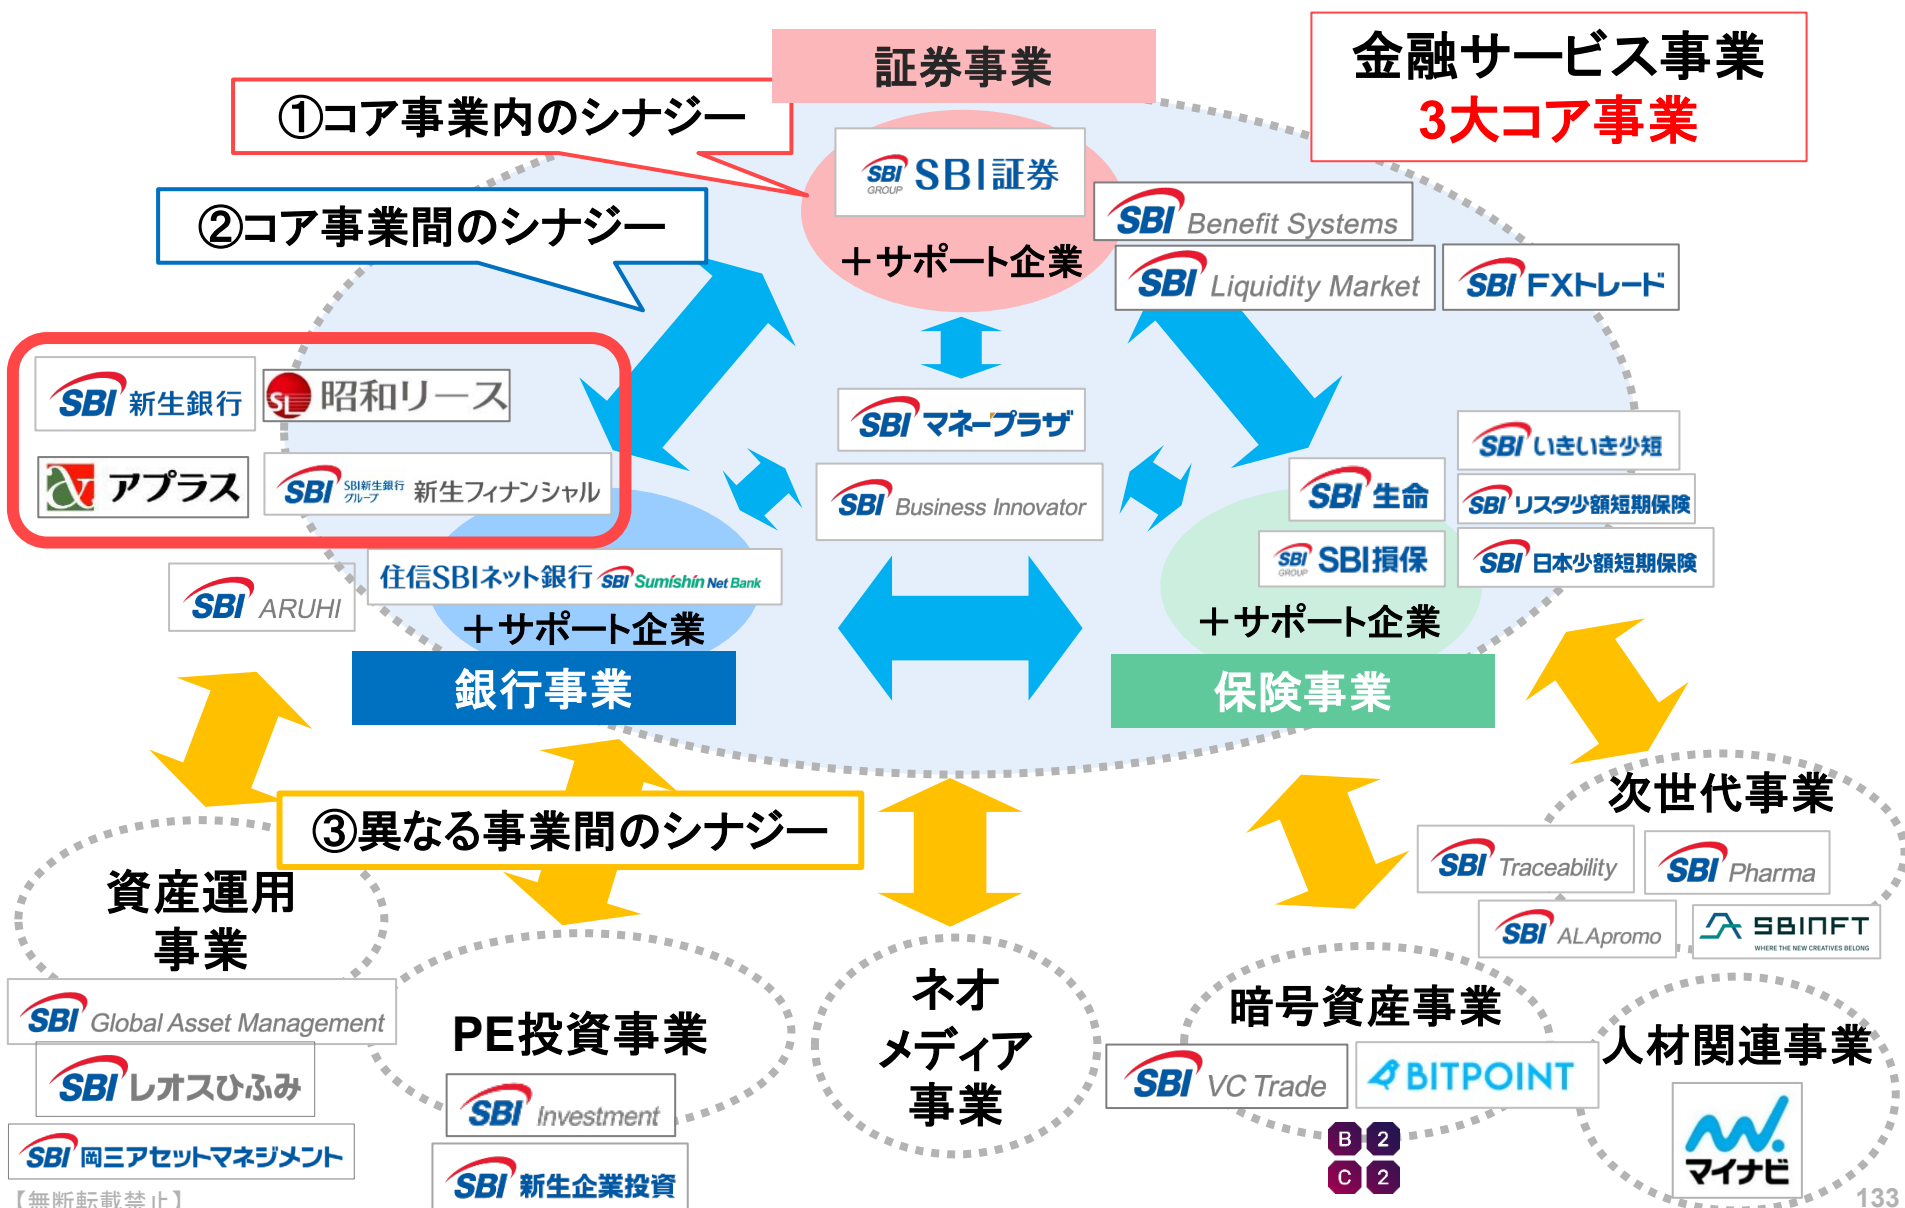 証券事業
金融サービス事業
3大コア事業
①コア事業内のシナジー
SBI GROUP SBI証券
+サポート企業
②コア事業間のシナジー
SBI Benefit Systems
SBI Liquidity Market
SBI FXトレード
SBI 新生銀行
SL 昭和リース
アプラス
SBI SBI新生銀行グループ 新生フィナンシャル
SBI マネープラザ
SBI Business Innovator
SBI いきいき少短
SBI 生命
SBI リスタ少額短期保険
SBI GROUP SBI損保
SBI 日本少額短期保険
SBI ARUHI
住信SBIネット銀行 SBI Sumishin Net Bank
+サポート企業
+サポート企業
銀行事業
保険事業
③異なる事業間のシナジー
次世代事業
SBI Traceability
SBI Pharma
SBI ALApromo
SBINFT
WHERE THE NEW CREATIVES BELONG
資産運用
事業
SBI Global Asset Management
SBI レオスひふみ
SBI 岡三アセットマネジメント
PE投資事業
SBI Investment
SBI 新生企業投資
ネオ
メディア
事業
暗号資産事業
SBI VC Trade
BITPOINT
B 2
C 2
人材関連事業
マイナビ
【無断転載禁止】
133